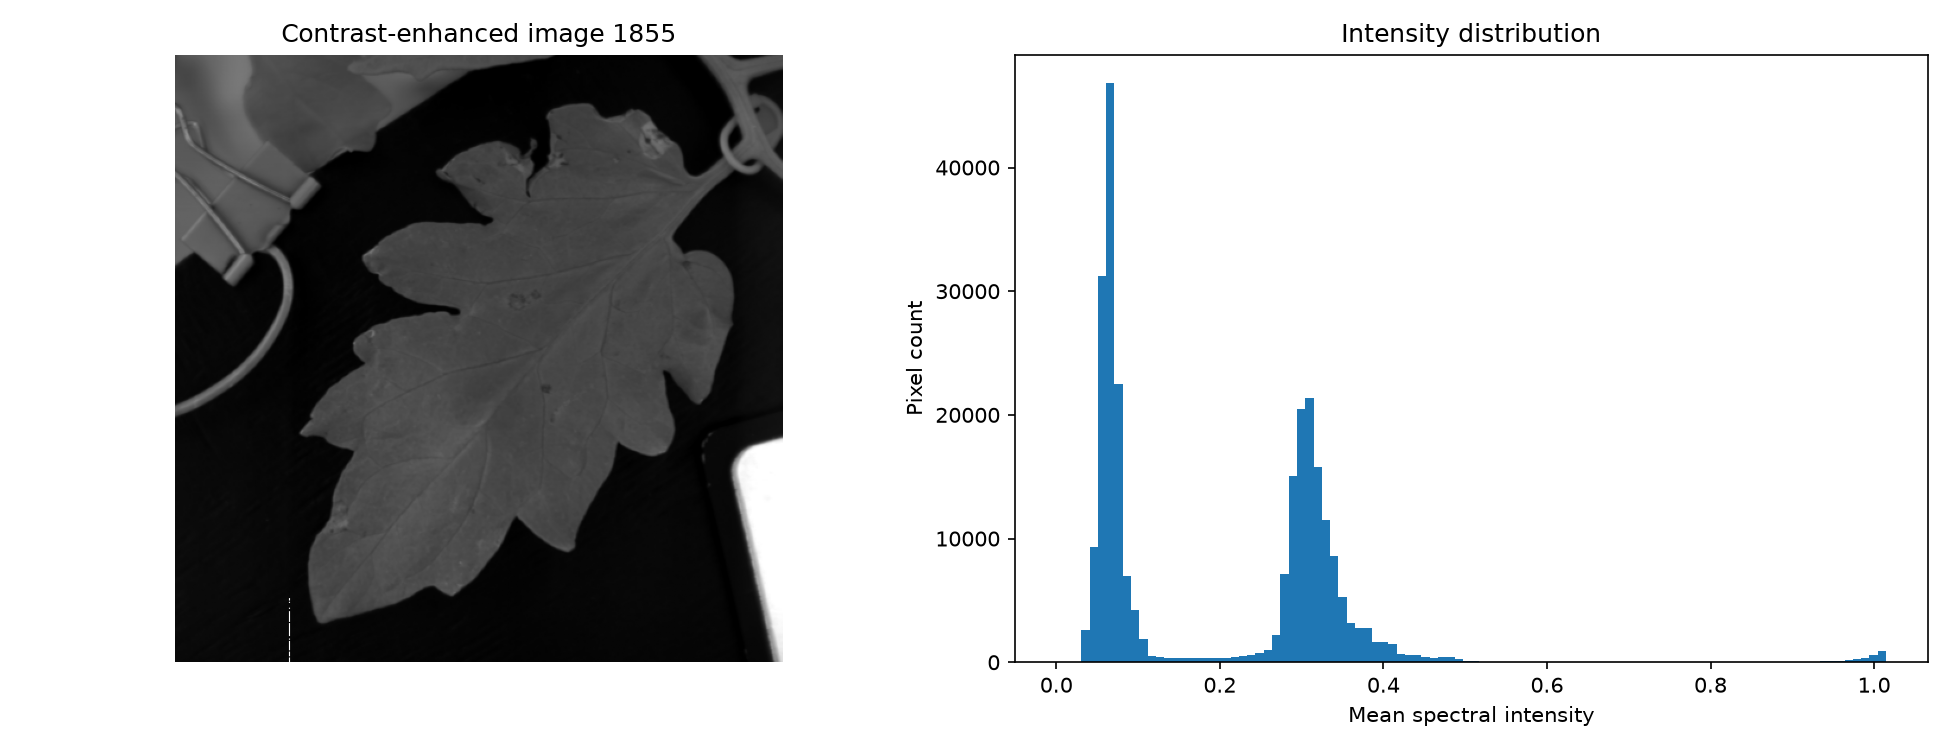 Contrast-enhanced image 1855
Intensity distribution
Pixel count
40000
30000
20000
10000
0
0.0 0.2 0.4 0.6 0.8 1.0
Mean spectral intensity